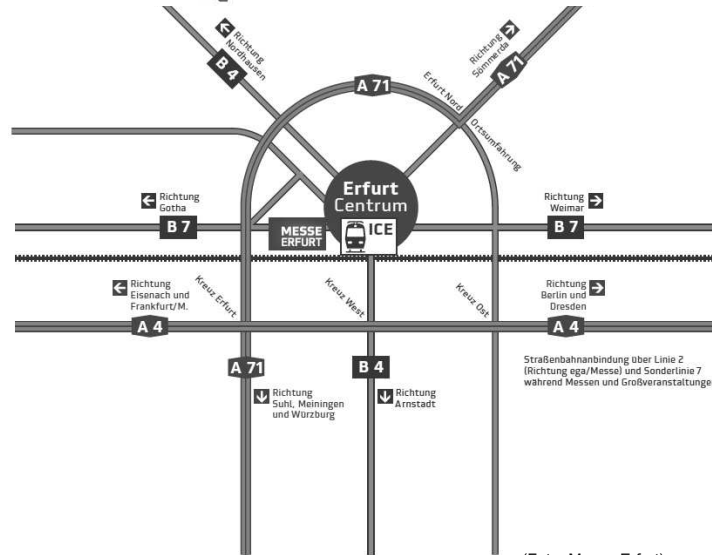 Richtung
Nordhausen
B 4
Richtung
Sömmerda
A 71
A 71
Erfurt Nord
Ortsumfahrung
Erfurt
Centrum
Richtung
Gotha
B 7
MESSE
ERFURT
ICE
Richtung
Weimar
B 7
Richtung
Eisenach und
Frankfurt/M.
A 4
Kreuz Erfurt
Kreuz West
Kreuz Ost
Richtung
Berlin und
Dresden
A 4
A 71
Richtung
Suhl, Meiningen
und Würzburg
B 4
Richtung
Arnstadt
Straßenbahnanbindung über Linie 2
(Richtung ega/Messe) und Sonderlinie 7
während Messen und Großveranstaltunge